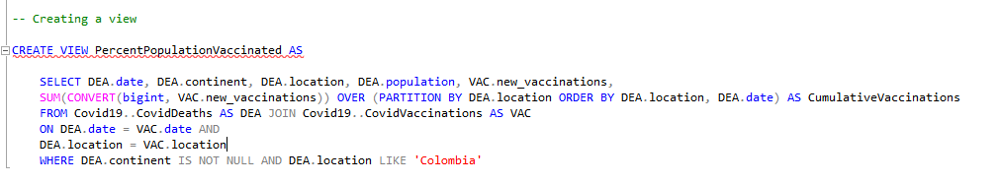 -- Creating a view
CREATE VIEW PercentPopulationVaccinated AS
SELECT DEA.date, DEA.continent, DEA.location, DEA.population, VAC.new_vaccinations,
SUM(CONVERT(bigint, VAC.new_vaccinations)) OVER (PARTITION BY DEA.location ORDER BY DEA.location, DEA.date) AS CumulativeVaccinations
FROM Covid19..CovidDeaths AS DEA JOIN Covid19..CovidVaccinations AS VAC
ON DEA.date = VAC.date AND
DEA.location = VAC.location
WHERE DEA.continent IS NOT NULL AND DEA.location LIKE 'Colombia'